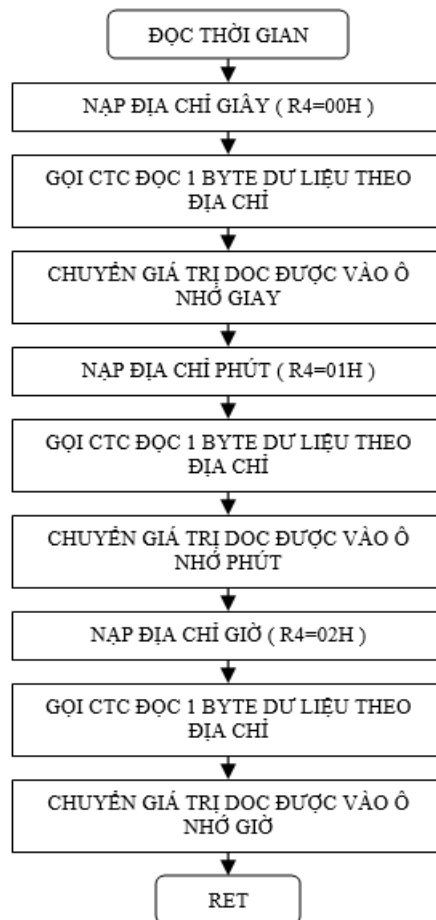 ĐỌC THỜI GIAN
NẠP ĐỊA CHỈ GIÂY ( R4=00H )
GỌI CTC ĐỌC 1 BYTE DƯ LIỆU THEO
ĐỊA CHỈ
CHUYỂN GIÁ TRỊ DOC ĐƯỢC VÀO Ô
NHỚ GIAY
NẠP ĐỊA CHỈ PHÚT ( R4=01H )
GỌI CTC ĐỌC 1 BYTE DƯ LIỆU THEO
ĐỊA CHỈ
CHUYỂN GIÁ TRỊ DOC ĐƯỢC VÀO Ô
NHỚ PHÚT
NẠP ĐỊA CHỈ GIỜ ( R4=02H )
GỌI CTC ĐỌC 1 BYTE DƯ LIỆU THEO
ĐỊA CHỈ
CHUYỂN GIÁ TRỊ DOC ĐƯỢC VÀO Ô
NHỚ GIỜ
RET